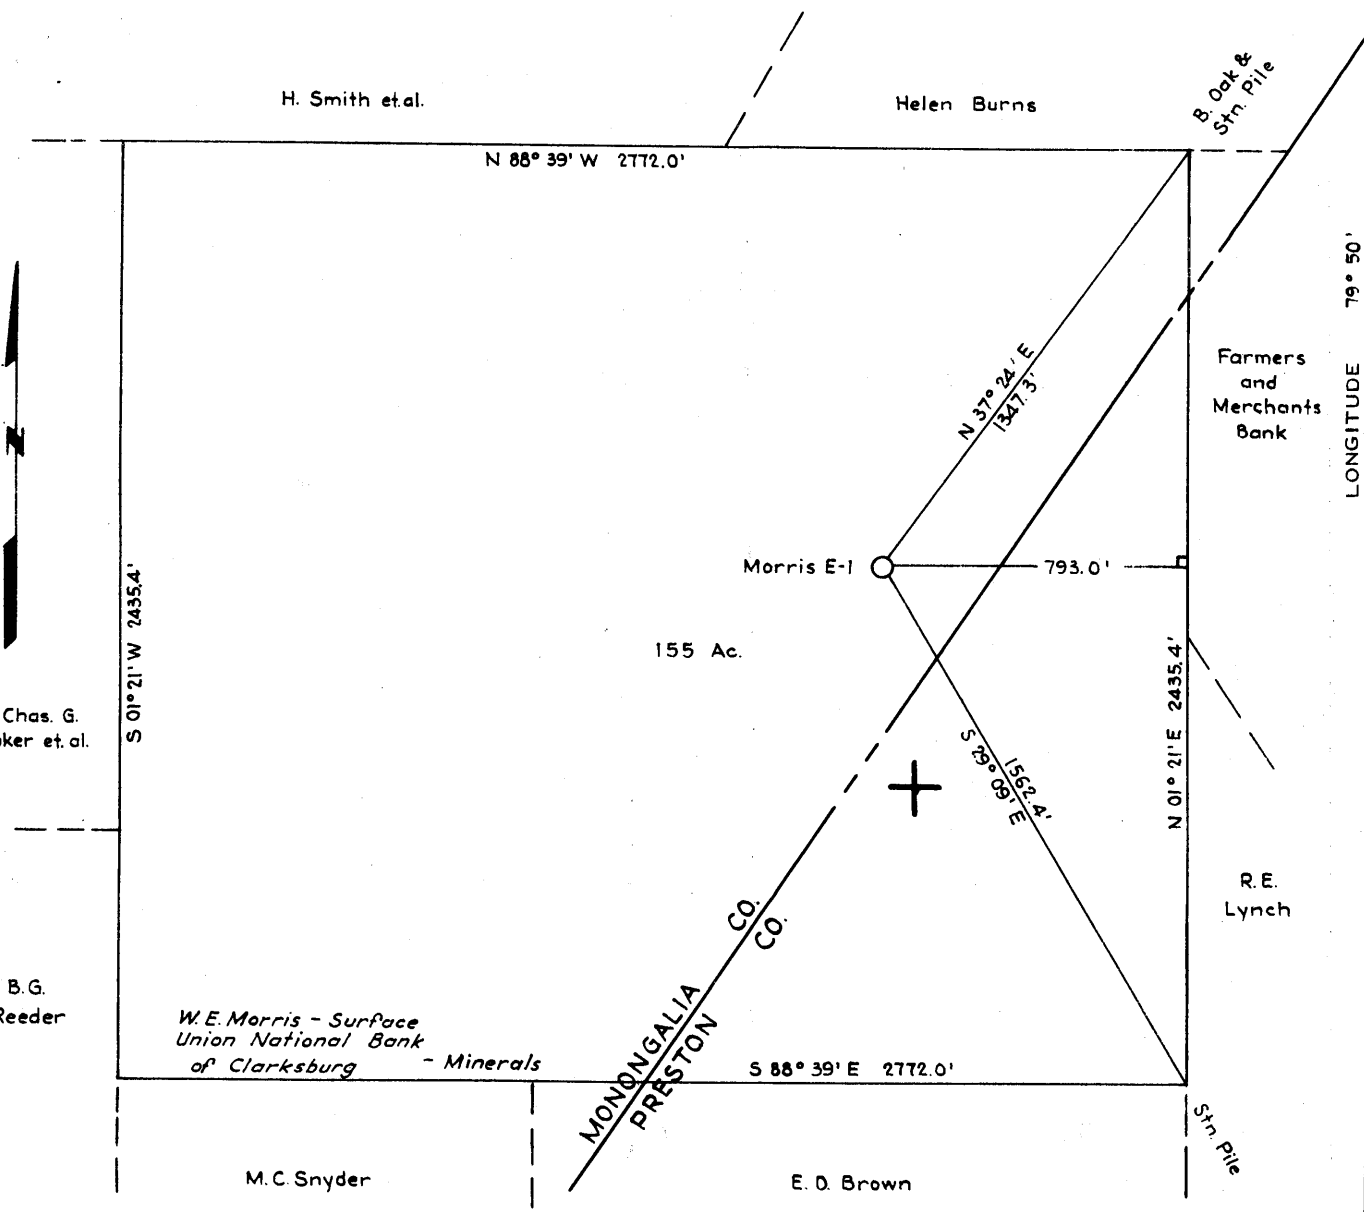 H. Smith et.al.
Helen Burns
B. Oak &
Stn. Pile
N 88° 39' W 2772.0'
LONGITUDE 79° 50'
N
N 37° 24' E
1347.3'
Farmers
and
Merchants
Bank
Morris E-1
793.0'
155 Ac.
S 01° 21' W 2435.4'
N 01° 21' E 2435.4'
Chas. G.
ker et. al.
1562.4'
S 29° 09' E
R. E.
Lynch
CO.
CO.
B. G.
Reeder
MONONGALIA
PRESTON
W. E. Morris - Surface
Union National Bank
of Clarksburg - Minerals
S 88° 39' E 2772.0'
Stn. Pile
M. C. Snyder
E. D. Brown